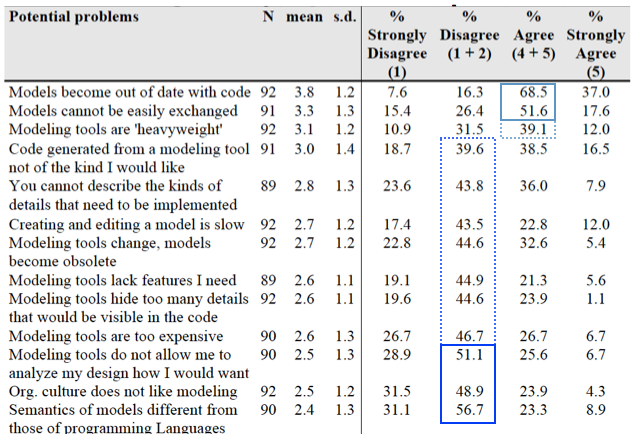 Potential problems N mean s.d. % % % %
Strongly Disagree Agree Strongly
Disagree (1 + 2) (4 + 5) Agree
(1) (5)
Models become out of date with code 92 3.8 1.2 7.6 16.3 68.5 37.0
Models cannot be easily exchanged 91 3.3 1.3 15.4 26.4 51.6 17.6
Modeling tools are 'heavyweight' 92 3.1 1.2 10.9 31.5 39.1 12.0
Code generated from a modeling tool 91 3.0 1.4 18.7 39.6 38.5 16.5
not of the kind I would like
You cannot describe the kinds of 89 2.8 1.3 23.6 43.8 36.0 7.9
details that need to be implemented
Creating and editing a model is slow 92 2.7 1.2 17.4 43.5 22.8 12.0
Modeling tools change, models 92 2.7 1.2 22.8 44.6 32.6 5.4
become obsolete
Modeling tools lack features I need 89 2.6 1.1 19.1 44.9 21.3 5.6
Modeling tools hide too many details 92 2.6 1.1 19.6 44.6 23.9 1.1
that would be visible in the code
Modeling tools are too expensive 90 2.6 1.3 26.7 46.7 26.7 6.7
Modeling tools do not allow me to 90 2.5 1.3 28.9 51.1 25.6 6.7
analyze my design how I would want
Org. culture does not like modeling 92 2.5 1.2 31.5 48.9 23.9 4.3
Semantics of models different from 90 2.4 1.3 31.1 56.7 23.3 8.9
those of programming Languages